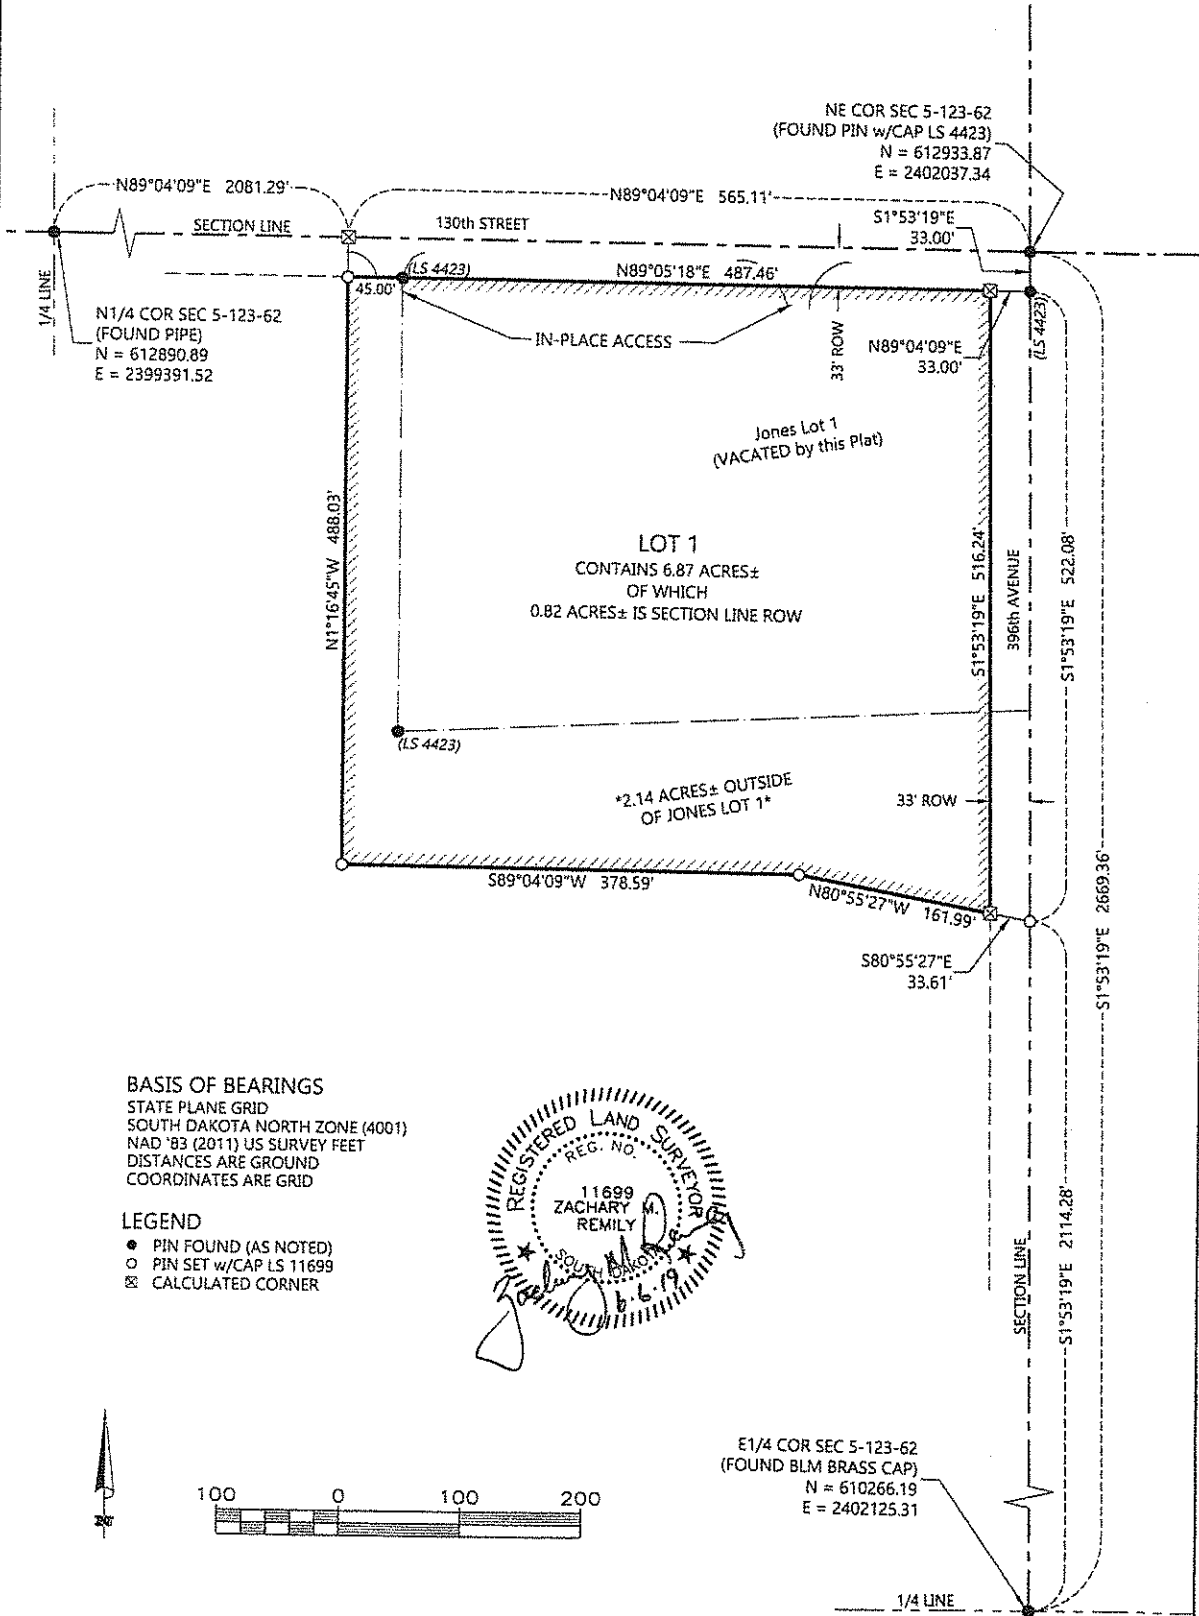 NE COR SEC 5-123-62
(FOUND PIN w/CAP LS 4423)
N = 612933.87
E = 2402037.34
N89°04'09"E 2081.29'
N89°04'09"E 565.11'
S1°53'19"E
33.00'
SECTION LINE
130th STREET
1/4 LINE
(LS 4423)
N89°05'18"E 487.46'
45.00'
N1/4 COR SEC 5-123-62
(FOUND PIPE)
N = 612890.89
E = 2399391.52
IN-PLACE ACCESS
33' ROW
N89°04'09"E
33.00'
(LS 4423)
Jones Lot 1
(VACATED by this Plat)
N1°16'45"W 488.03'
LOT 1
CONTAINS 6.87 ACRES±
OF WHICH
0.82 ACRES± IS SECTION LINE ROW
S1°53'19"E 516.24'
396th AVENUE
S1°53'19"E 522.08'
(LS 4423)
*2.14 ACRES± OUTSIDE
OF JONES LOT 1*
33' ROW
S89°04'09"W 378.59'
N80°55'27"W 161.99'
S80°55'27"E
33.61'
S1°53'19"E 2669.36'
BASIS OF BEARINGS
STATE PLANE GRID
SOUTH DAKOTA NORTH ZONE (4001)
NAD '83 (2011) US SURVEY FEET
DISTANCES ARE GROUND
COORDINATES ARE GRID
LEGEND
PIN FOUND (AS NOTED)
PIN SET w/CAP LS 11699
CALCULATED CORNER
REGISTERED LAND SURVEYOR
REG. NO.
11699
ZACHARY M.
REMILY
SOUTH DAKOTA
6-6-19
SECTION LINE
S1°53'19"E 2114.28'
E1/4 COR SEC 5-123-62
(FOUND BLM BRASS CAP)
N = 610266.19
E = 2402125.31
100 0 100 200
1/4 LINE